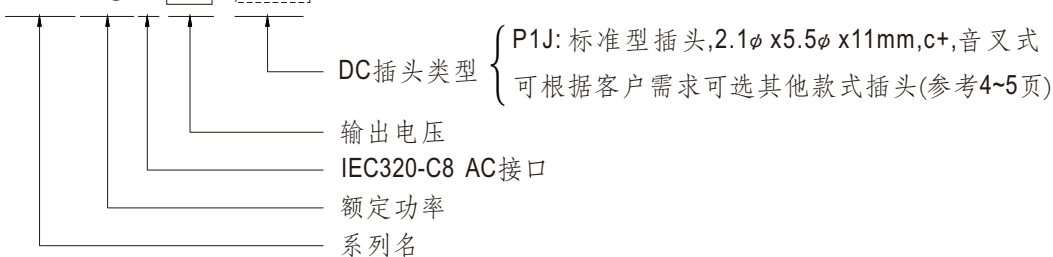 P1J: 标准型插头,2.1φ x5.5φ x11mm,c+,音叉式
DC插头类型
可根据客户需求可选其他款式插头(参考4~5页)
输出电压
IEC320-C8 AC接口
额定功率
系列名